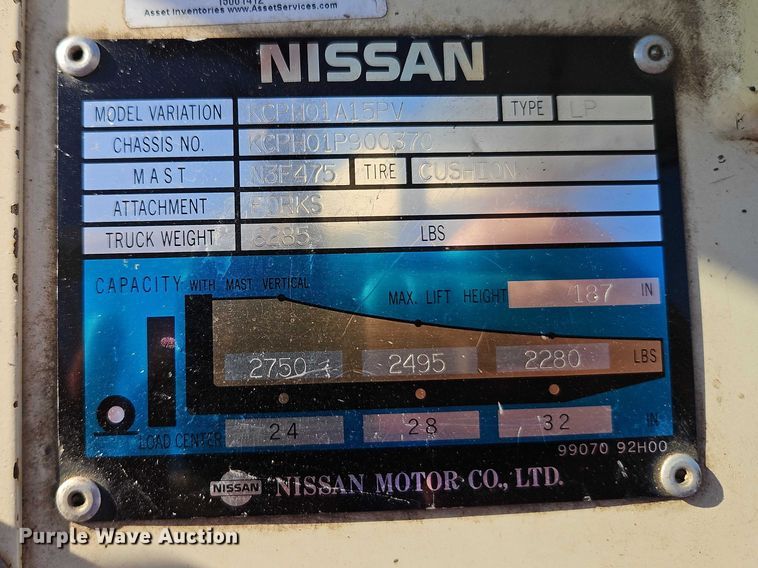 15001412
Asset Inventories www.AssetServices.com
NISSAN
MODEL VARIATION KCPH01A15PV TYPE LP
CHASSIS NO. KCPH01P900370
MAST N3F475 TIRE CUSHION
ATTACHMENT FORKS
TRUCK WEIGHT 6285 LBS
CAPACITY WITH MAST VERTICAL
MAX. LIFT HEIGHT 187 IN
2750 2495 2280 LBS
LOAD CENTER 24 28 32 IN
99070 92H00
NISSAN NISSAN MOTOR CO., LTD.
Purple Wave Auction